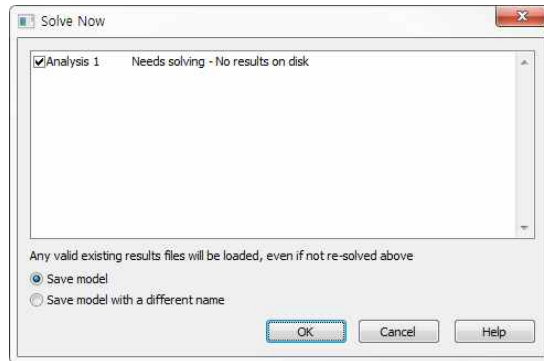 Solve Now
Analysis 1 Needs solving - No results on disk
Any valid existing results files will be loaded, even if not re-solved above
Save model
Save model with a different name
OK Cancel Help